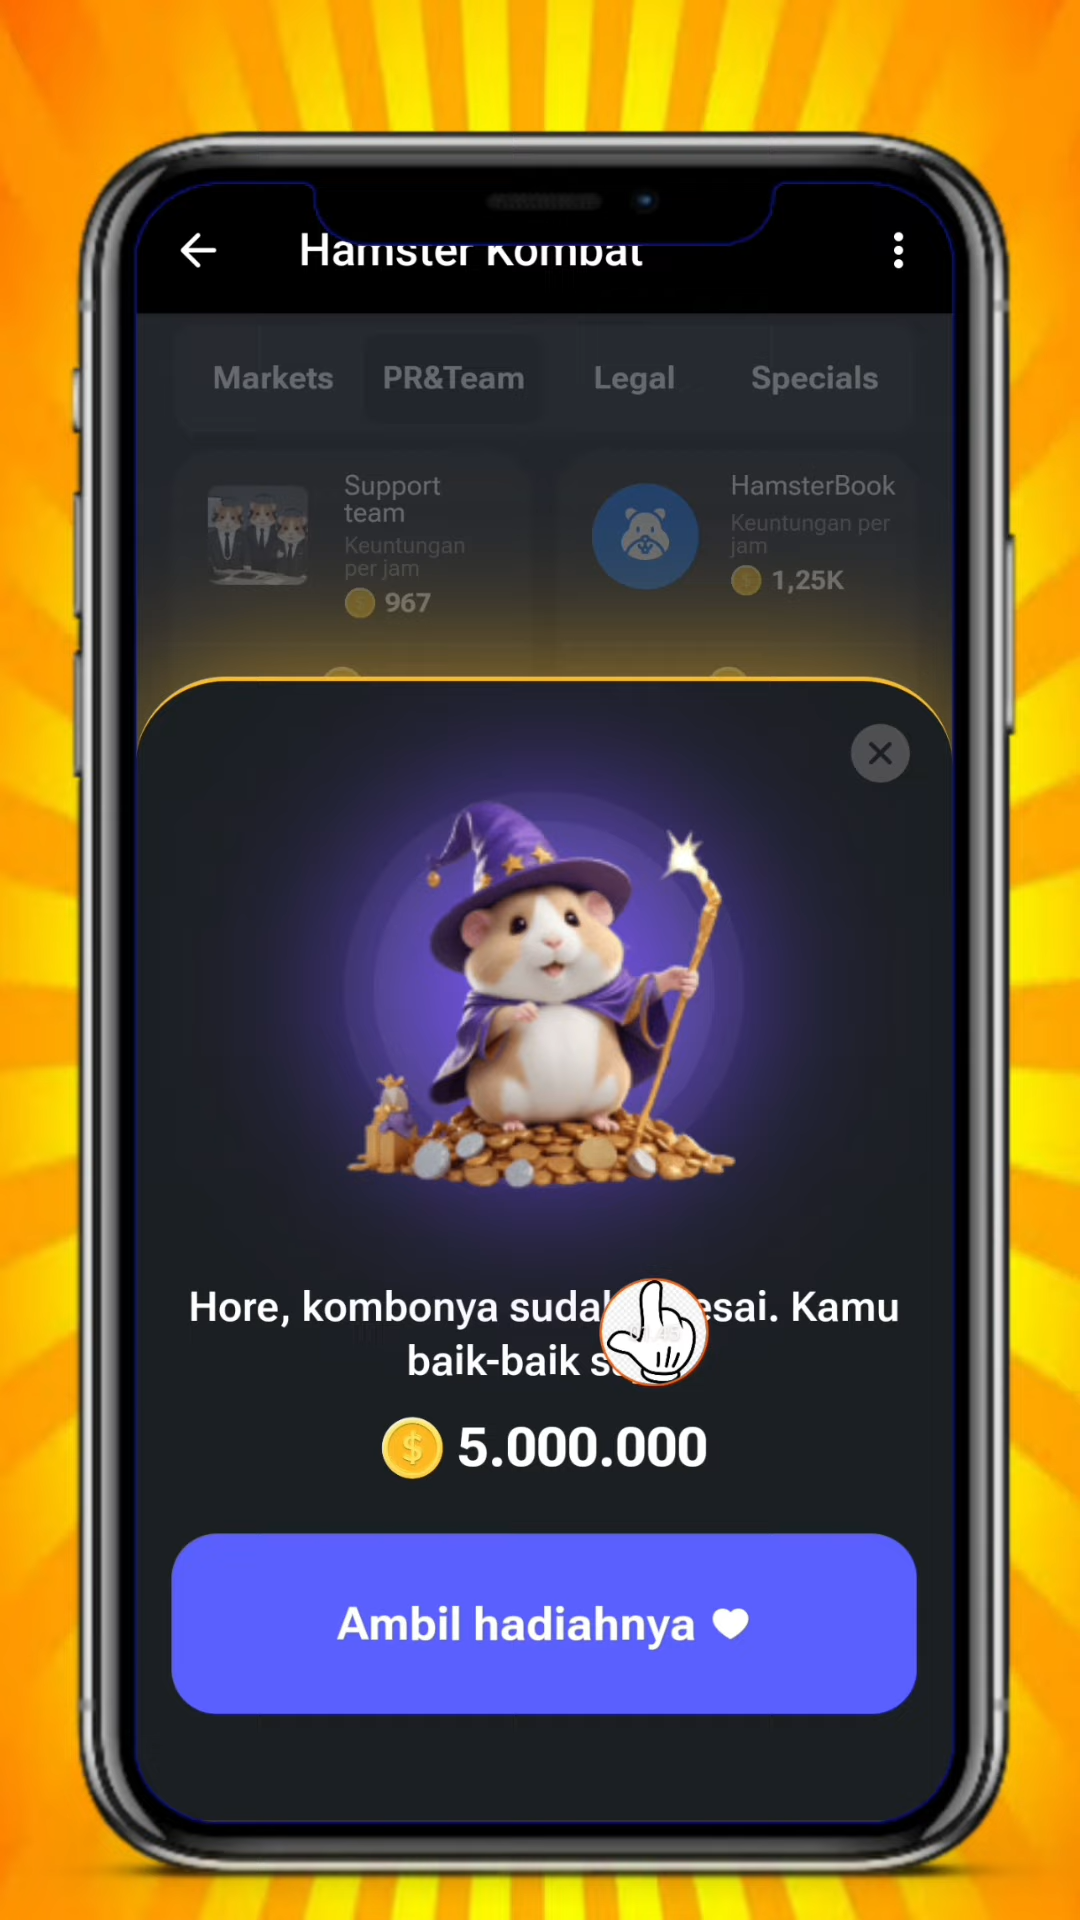 Hamster Kombat
Markets PR&Team Legal Specials
Support
team
Keuntungan
per jam
967
HamsterBook
Keuntungan per
jam
1,25K
Hore, kombonya esai. Kamu
baik-baik
5.000.000
Ambil hadiahnya